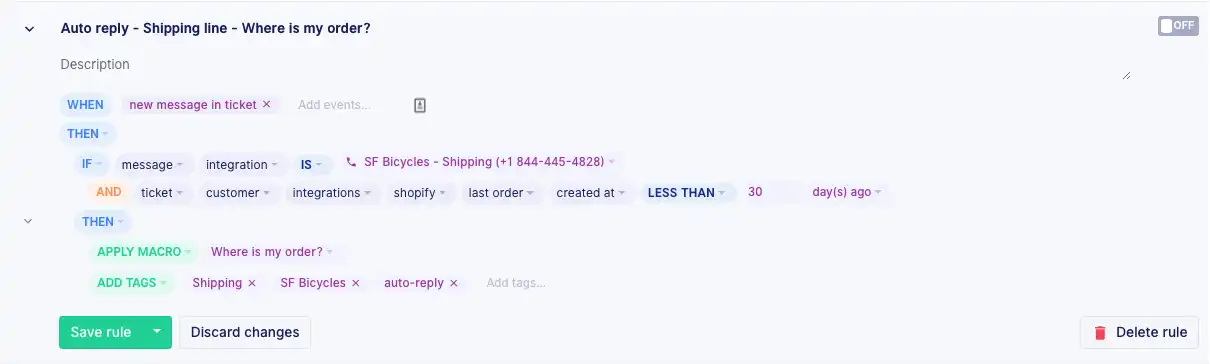 Auto reply - Shipping line - Where is my order?
OFF
Description
WHEN new message in ticket × Add events...
THEN
IF message integration IS SF Bicycles - Shipping (+1 844-445-4828)
AND ticket customer integrations shopify last order created at LESS THAN 30 day(s) ago
THEN
APPLY MACRO Where is my order?
ADD TAGS Shipping × SF Bicycles × auto-reply × Add tags...
Save rule Discard changes Delete rule